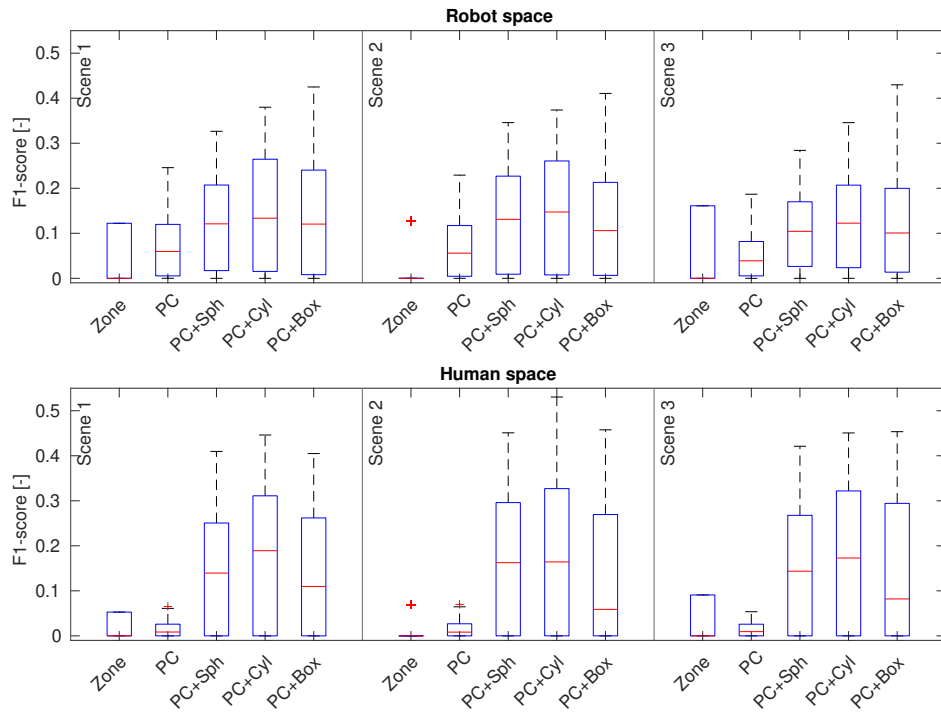 Robot space
F1-score [-]
0.5
0.4
0.3
0.2
0.1
0
Scene 1
Scene 2
Scene 3
Zone PC PC+Sph PC+Cyl PC+Box Zone PC PC+Sph PC+Cyl PC+Box Zone PC PC+Sph PC+Cyl PC+Box
Human space
F1-score [-]
0.5
0.4
0.3
0.2
0.1
0
Scene 1
Scene 2
Scene 3
Zone PC PC+Sph PC+Cyl PC+Box Zone PC PC+Sph PC+Cyl PC+Box Zone PC PC+Sph PC+Cyl PC+Box